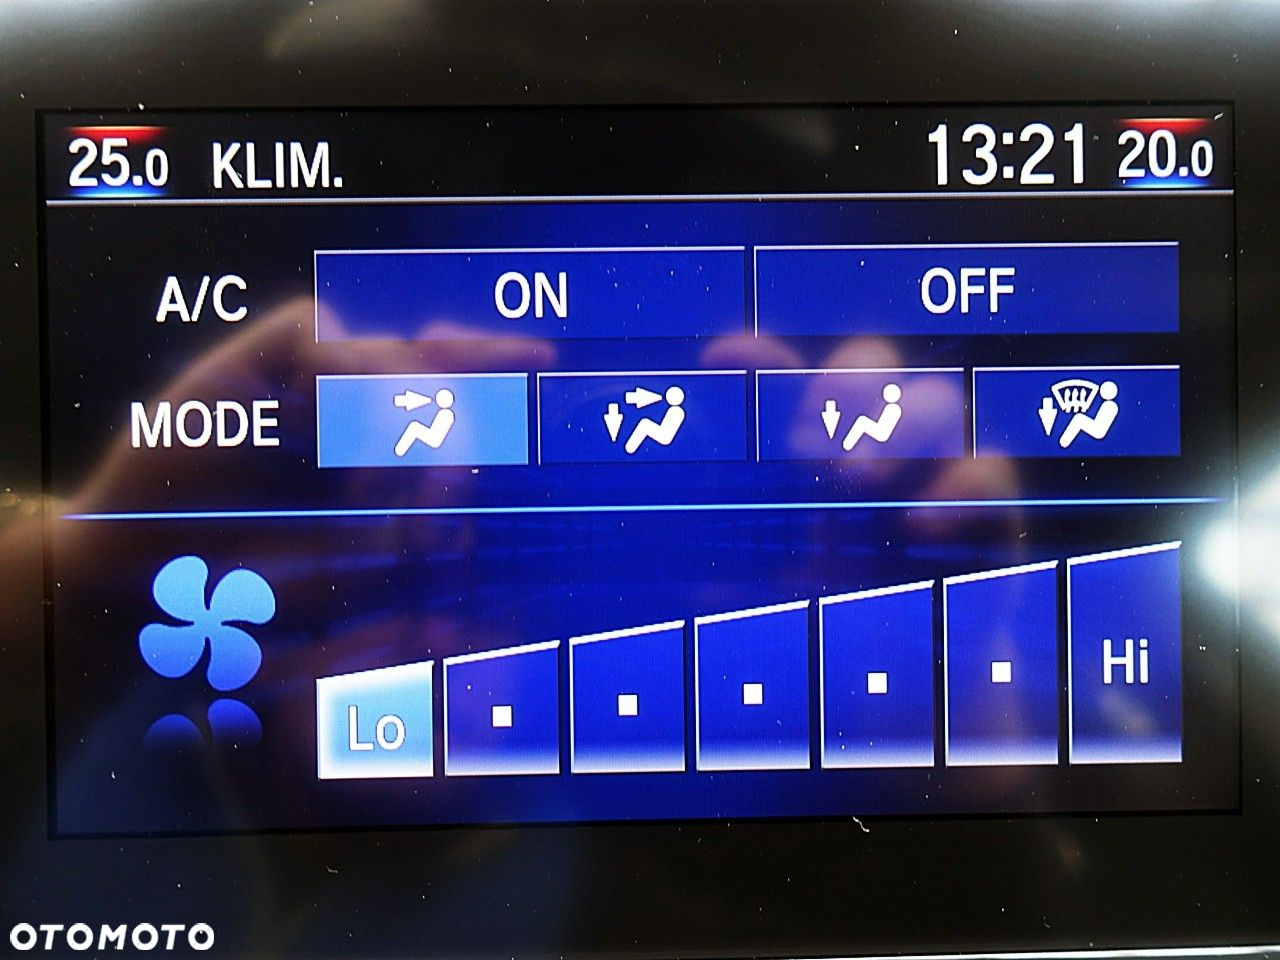 25.0 KLIM. 13:21 20.0
A/C ON OFF
MODE
Lo Hi
OTOMOTO